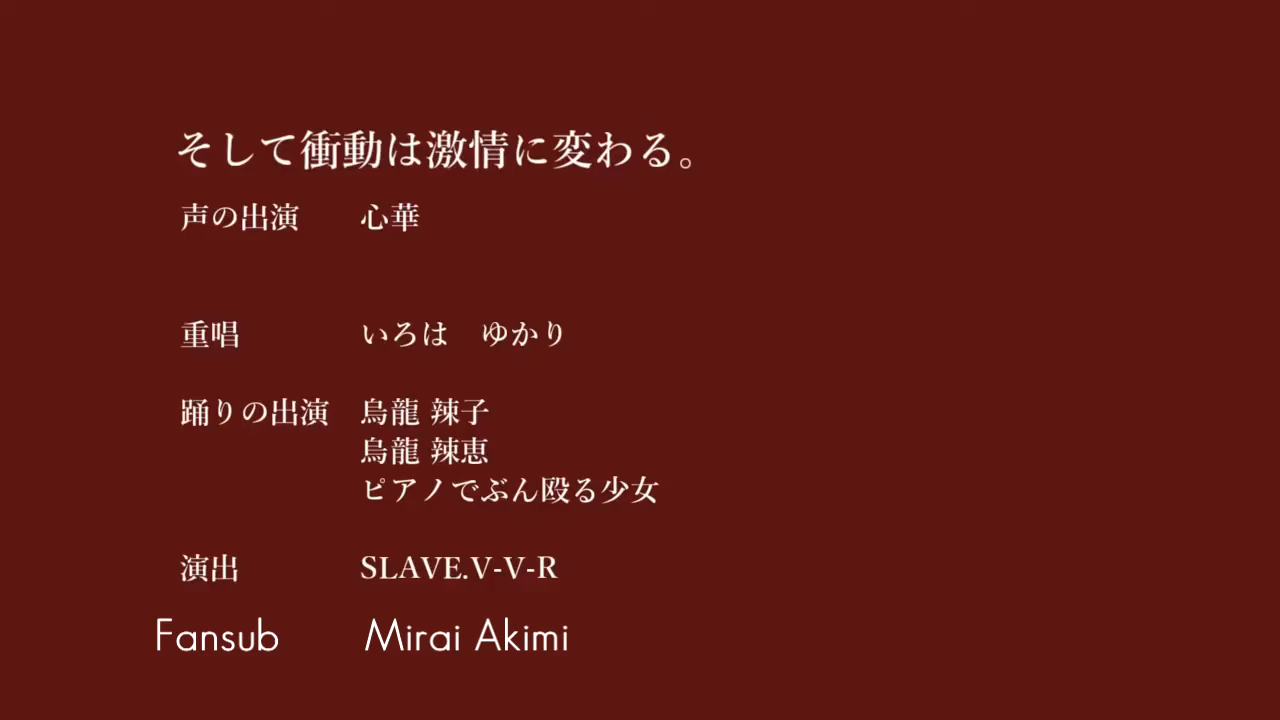 そして衝動は激情に変わる。
声の出演　心華
重唱　いろは　ゆかり
踊りの出演　烏龍 辣子
烏龍 辣恵
ピアノでぶん殴る少女
演出　SLAVE.V-V-R
Fansub　Mirai Akimi